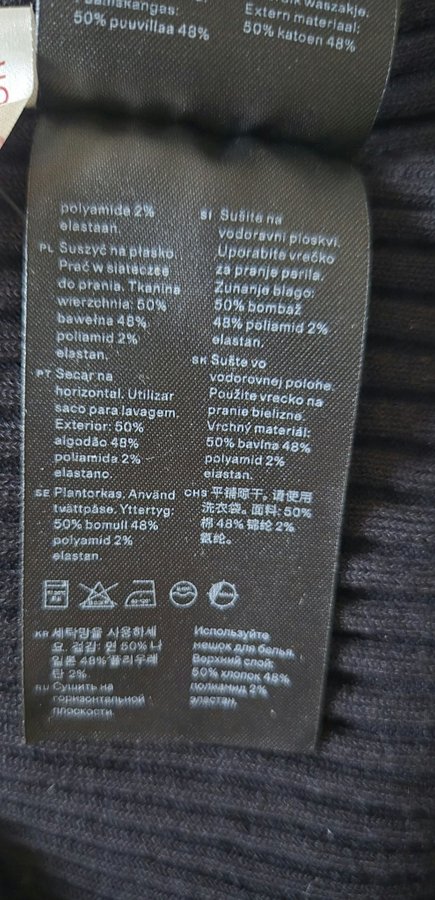 50% puuvillaa 48%
Extern materiaal:
50% katoen 48%
polyamida 2%
elastaan.
PL Suszyć na płasko.
Prać w siateczce
do prania. Tkanina
wierzchnia: 50%
bawełna 48%
poliamid 2%
elastan.
PT Secar na
horizontal. Utilizar
saco para lavagem.
Exterior: 50%
algodão 48%
poliamida 2%
elastano.
SE Plantorkas. Använd
tvättpåse. Yttertyg:
50% bomull 48%
polyamid 2%
elastan.
SI Sušite na
vodoravni ploskvi.
Uporabite vrečko
za pranje perila.
Zunanje blago:
50% bombaž
48% poliamid 2%
elastan.
SK Sušte vo
vodorovnej polohe.
Použite vrecko na
pranie bielizne.
Vrchný materiál:
50% bavlna 48%
polyamid 2%
elastan.
CHS 平铺晾干。请使用
洗衣袋。面料: 50%
棉 48% 锦纶 2%
氨纶。
KR 세탁망을 사용하세
요. 겉감: 면 50% 나
일론 48% 폴리우레
탄 2%
RU Сушить на
горизонтальной
плоскости.
Используйте
мешок для белья.
Верхний слой:
50% хлопок 48%
полиамид 2%
эластан.